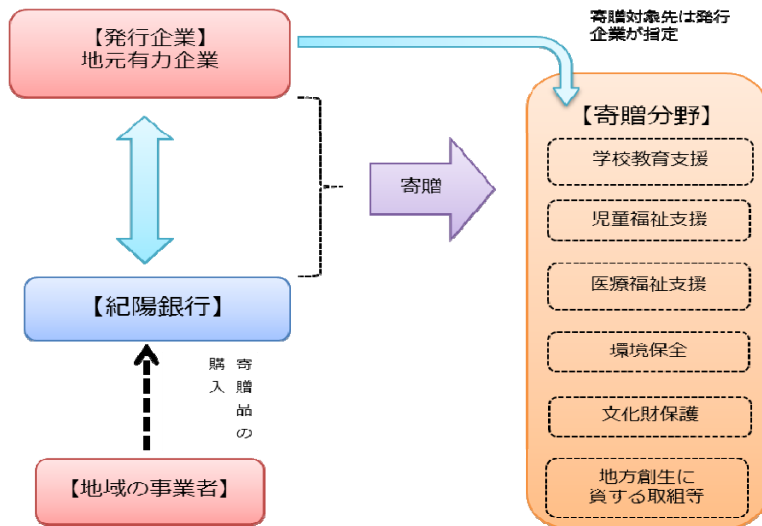 【発行企業】
地元有力企業
寄贈対象先は発行
企業が指定
【寄贈分野】
学校教育支援
児童福祉支援
医療福祉支援
環境保全
文化財保護
地方創生に
資する取組等
寄贈
【紀陽銀行】
寄贈品の
購入
【地域の事業者】